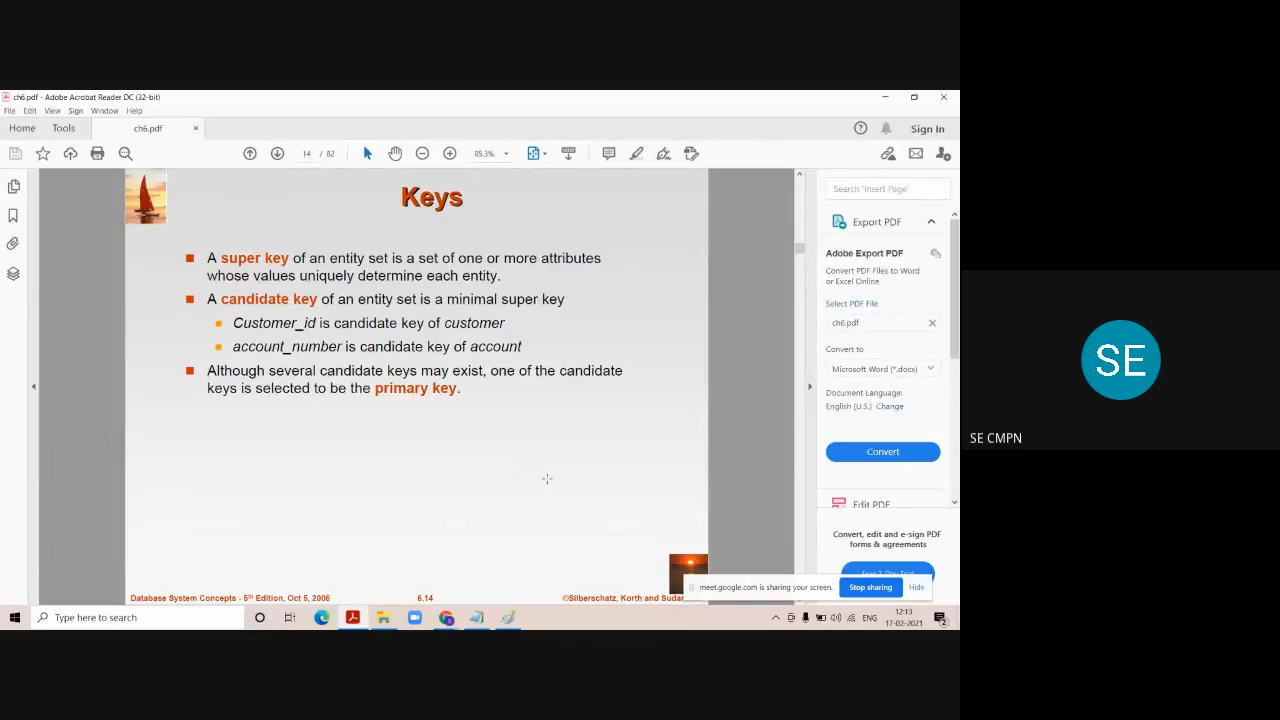 ch6.pdf - Adobe Acrobat Reader DC (32-bit)
File Edit View Sign Window Help
Home Tools ch6.pdf × Sign In
14 / 82 85.3%
Keys
A super key of an entity set is a set of one or more attributes
whose values uniquely determine each entity.
A candidate key of an entity set is a minimal super key
Customer_id is candidate key of customer
account_number is candidate key of account
Although several candidate keys may exist, one of the candidate
keys is selected to be the primary key.
Database System Concepts - 5th Edition, Oct 5, 2006 6.14 ©Silberschatz, Korth and
Search 'Insert Page'
Export PDF
Adobe Export PDF
Convert PDF Files to Word
or Excel Online
Select PDF File
ch6.pdf
Convert to
Microsoft Word (*.docx)
Document Language:
English (U.S.) Change
Convert
Edit PDF
Convert, edit and e-sign PDF
forms & agreements
meet.google.com is sharing your screen. Stop sharing Hide
Type here to search
ENG
12:13
17-02-2021
2
SE
SE CMPN